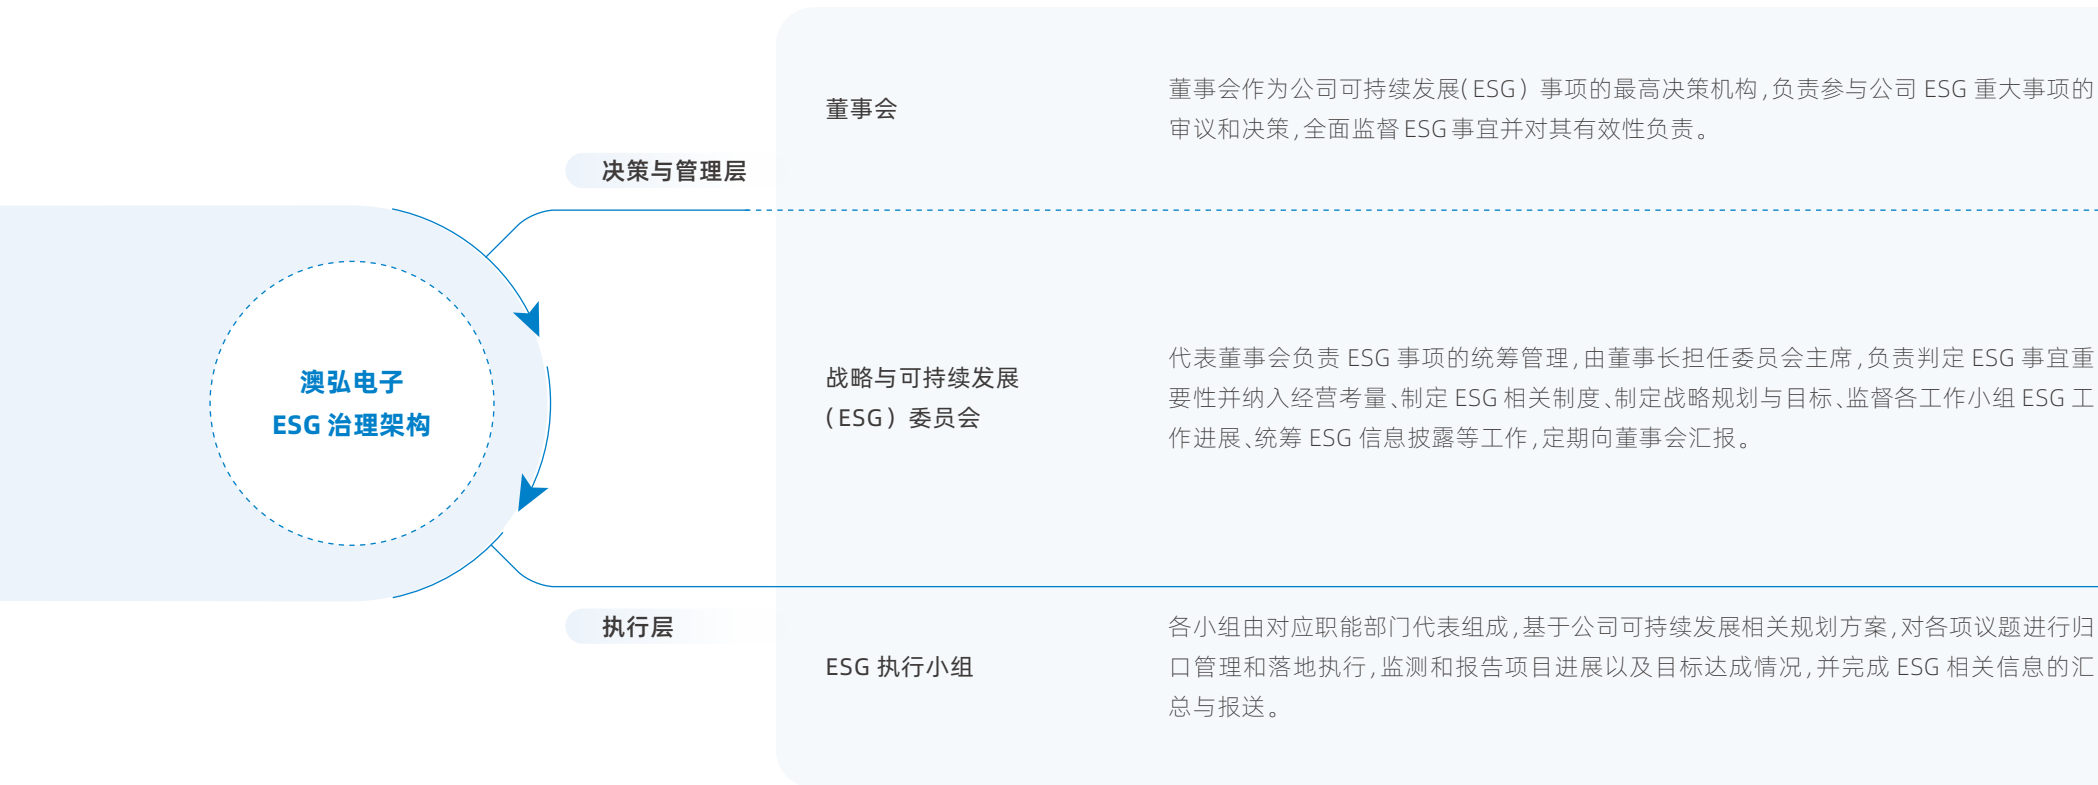 董事会
董事会作为公司可持续发展(ESG)事项的最高决策机构,负责参与公司 ESG 重大事项的
审议和决策,全面监督 ESG 事宜并对其有效性负责。
决策与管理层
澳弘电子
ESG 治理架构
战略与可持续发展
(ESG)委员会
代表董事会负责 ESG 事项的统筹管理,由董事长担任委员会主席,负责判定 ESG 事宜重
要性并纳入经营考量、制定 ESG 相关制度、制定战略规划与目标、监督各工作小组 ESG 工
作进展、统筹 ESG 信息披露等工作,定期向董事会汇报。
执行层
ESG 执行小组
各小组由对应职能部门代表组成,基于公司可持续发展相关规划方案,对各项议题进行归
口管理和落地执行,监测和报告项目进展以及目标达成情况,并完成 ESG 相关信息的汇
总与报送。